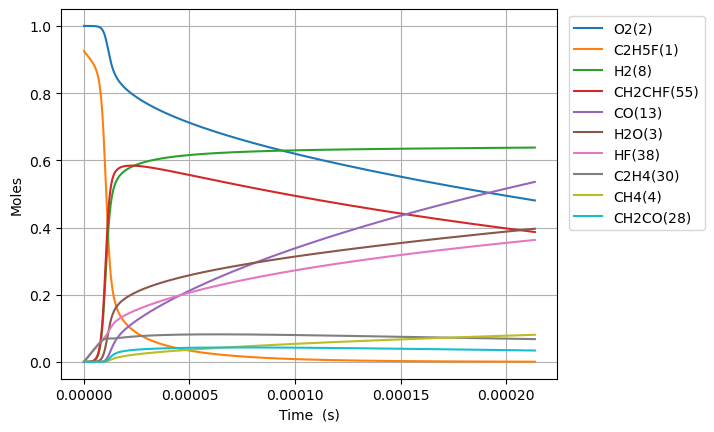 1.0
0.8
0.6
0.4
0.2
0.0
Moles
0.00000
0.00005
0.00010
0.00015
0.00020
Time  (s)
O2(2)
C2H5F(1)
H2(8)
CH2CHF(55)
CO(13)
H2O(3)
HF(38)
C2H4(30)
CH4(4)
CH2CO(28)